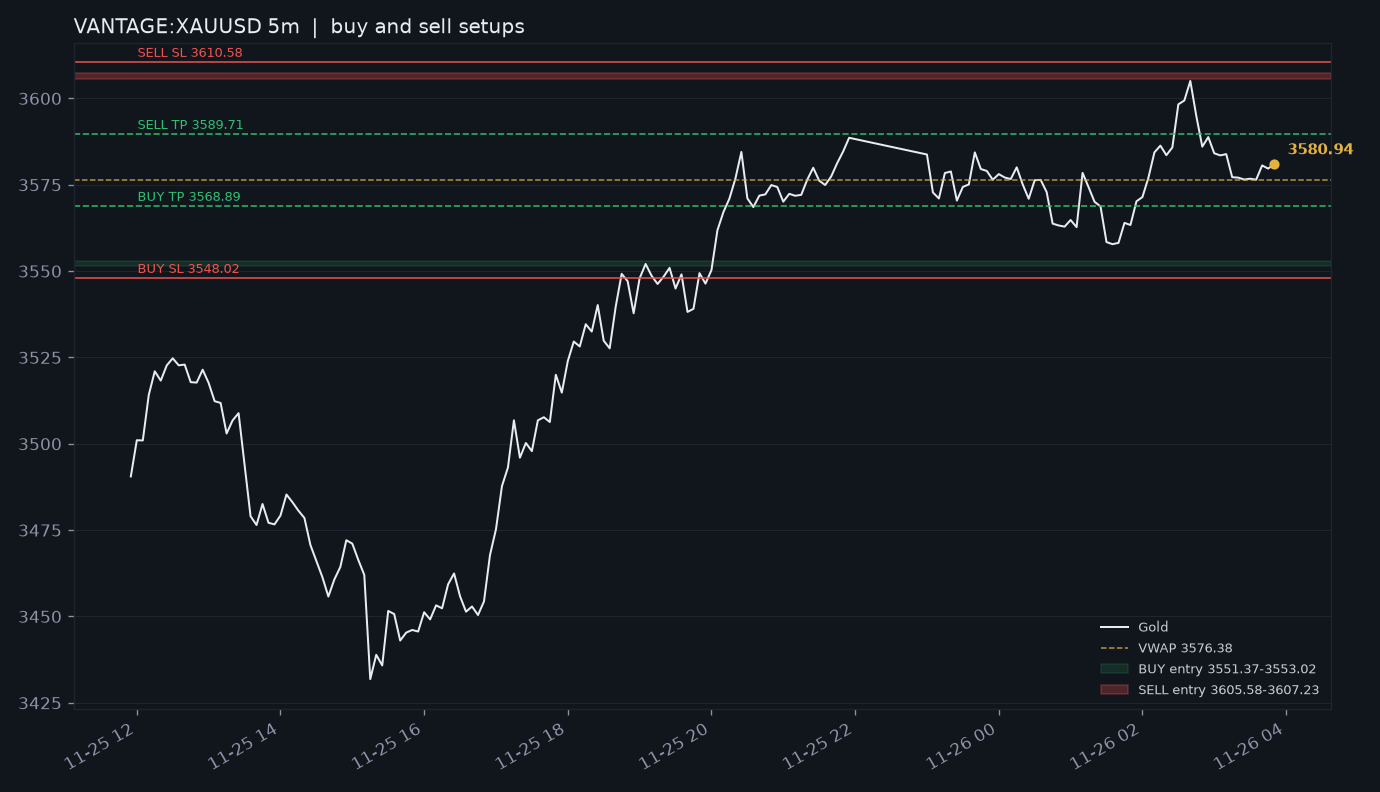 VANTAGE:XAUUSD 5m | buy and sell setups
SELL SL 3610.58
3600
SELL TP 3589.71
3580.94
3575
BUY TP 3568.89
3550
BUY SL 3548.02
3525
3500
3475
3450
3425
Gold
VWAP 3576.38
BUY entry 3551.37-3553.02
SELL entry 3605.58-3607.23
11-25 12
11-25 14
11-25 16
11-25 18
11-25 20
11-25 22
11-26 00
11-26 02
11-26 04